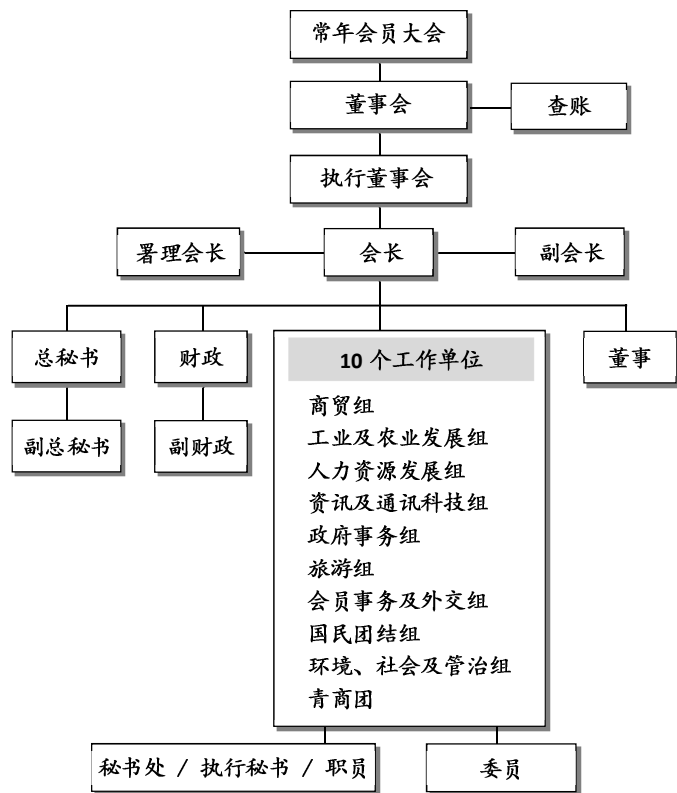 常年会员大会
董事会
查账
执行董事会
署理会长
会长
副会长
总秘书
财政
10 个工作单位
董事
副总秘书
副财政
商贸组
工业及农业发展组
人力资源发展组
资讯及通讯科技组
政府事务组
旅游组
会员事务及外交组
国民团结组
环境、社会及管治组
青商团
秘书处 / 执行秘书 / 职员
委员